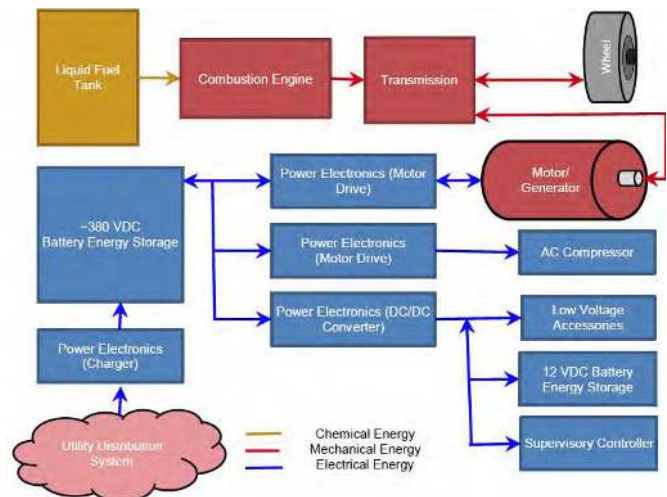 Liquid Fuel
Tank
Combustion Engine
Transmission
Wheel
~380 VDC
Battery Energy Storage
Power Electronics (Motor
Drive)
Motor/
Generator
Power Electronics
(Motor Drive)
AC Compressor
Power Electronics (DC/DC
Converter)
Low Voltage
Accessories
Power Electronics
(Charger)
12 VDC Battery
Energy Storage
Utility Distribution
System
Chemical Energy
Mechanical Energy
Electrical Energy
Supervisory Controller